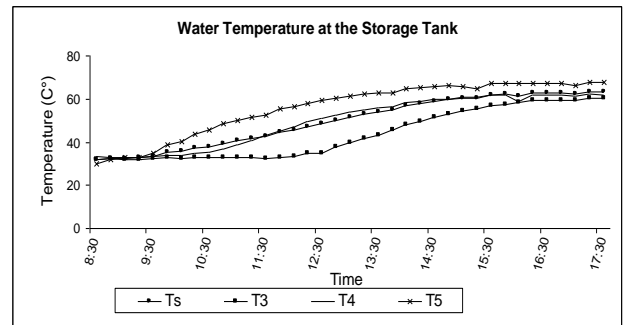 Water Temperature at the Storage Tank
Temperature (C°)
80
60
40
20
0
8:30
9:30
10:30
11:30
12:30
13:30
14:30
15:30
16:30
17:30
Time
Ts
T3
T4
T5